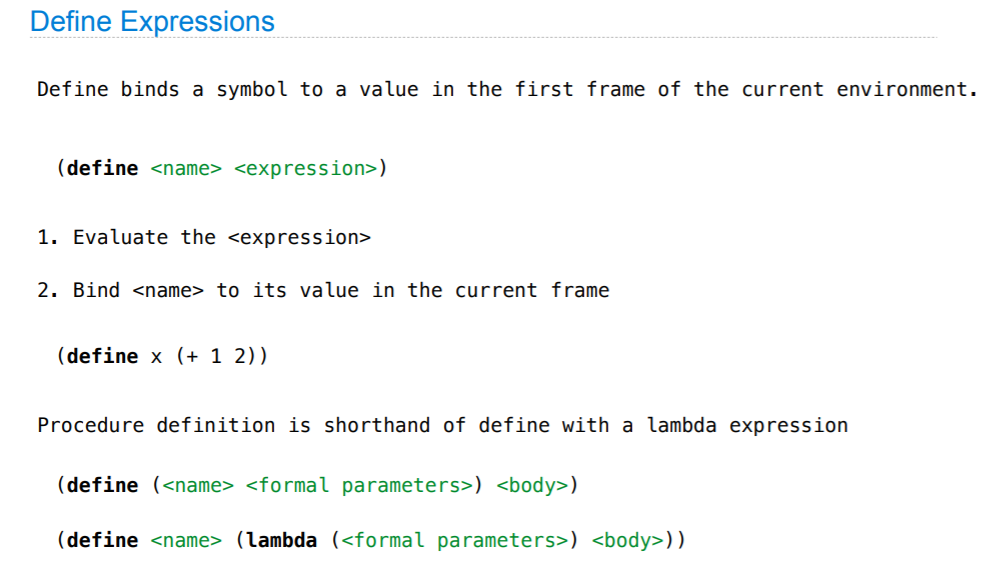 Define Expressions
Define binds a symbol to a value in the first frame of the current environment.
(define <name> <expression>)
1. Evaluate the <expression>
2. Bind <name> to its value in the current frame
(define x (+ 1 2))
Procedure definition is shorthand of define with a lambda expression
(define (<name> <formal parameters>) <body>)
(define <name> (lambda (<formal parameters>) <body>))